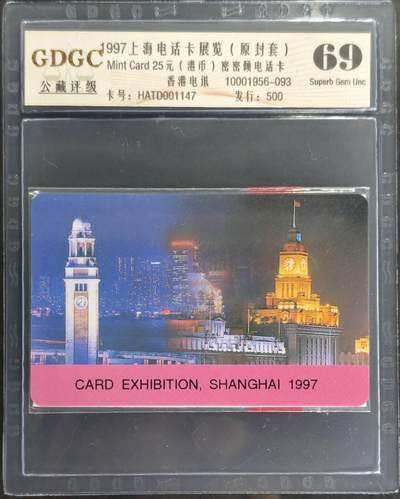 GDGC
公藏评级
1997上海电话卡展览（原封套）
Mint Card 25元（港币）密密倾电话卡
香港电讯 10001956-093
卡号：HATD001147 发行：500
69
Superb Gem Unc
CARD EXHIBITION, SHANGHAI 1997